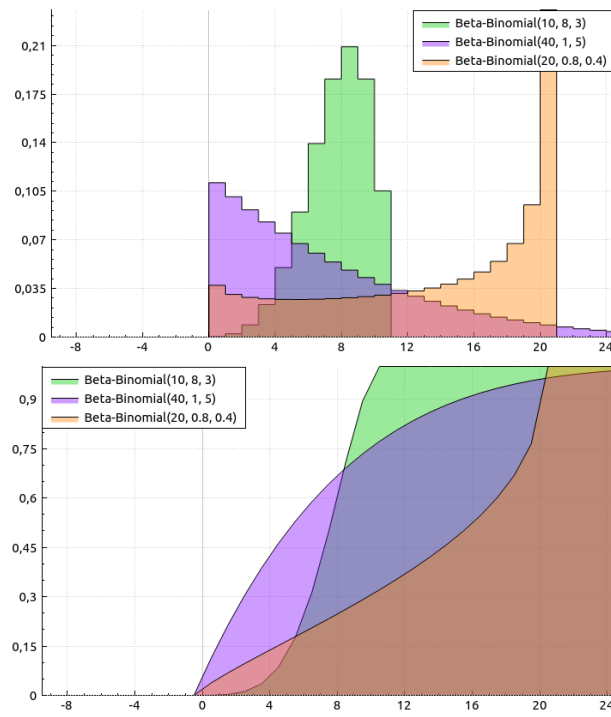 0,21
0,175
0,14
0,105
0,07
0,035
0
Beta-Binomial(10, 8, 3)
Beta-Binomial(40, 1, 5)
Beta-Binomial(20, 0.8, 0.4)
-8 -4 0 4 8 12 16 20 24
Beta-Binomial(10, 8, 3)
Beta-Binomial(40, 1, 5)
Beta-Binomial(20, 0.8, 0.4)
0,9
0,75
0,6
0,45
0,3
0,15
0
-8 -4 0 4 8 12 16 20 24